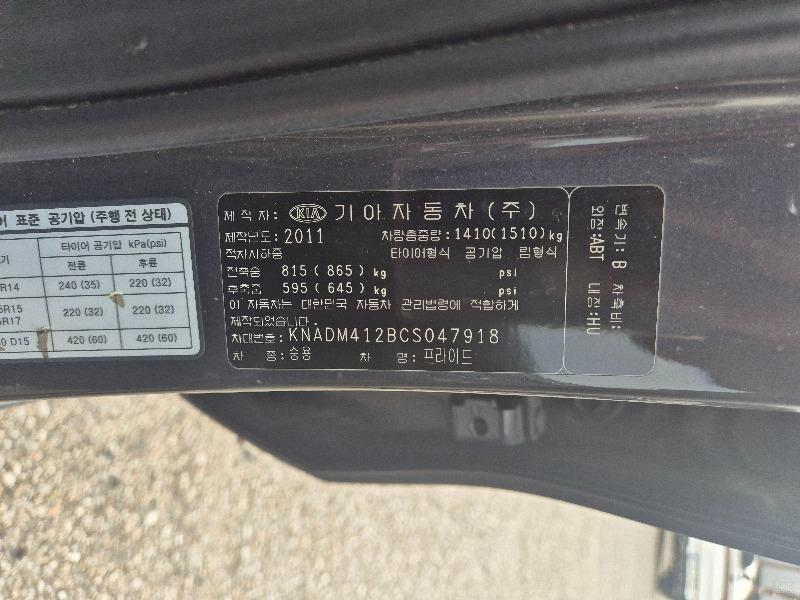 어 표준 공기압 (주행 전 상태)
타이어 공기압 kPa(psi)
전륜 후륜
R14 240 (35) 220 (32)
R15 220 (32) 220 (32)
R17
D15 420 (60) 420 (60)
제 작 자: KIA 기아자동차(주)
제작년도: 2011 차량총중량: 1410(1510)kg
적차시하중 타이어형식 공기압 림형식
전축중 815 ( 865) kg psi
후축중 595 ( 645) kg psi
이 자동차는 대한민국 자동차 관리법령에 적합하게
제작되었습니다.
차대번호: KNADM412BCS047918
차 종: 승용 차 명: 프라이드
변속기: B 차축비:
외장: ABT 내장: HU